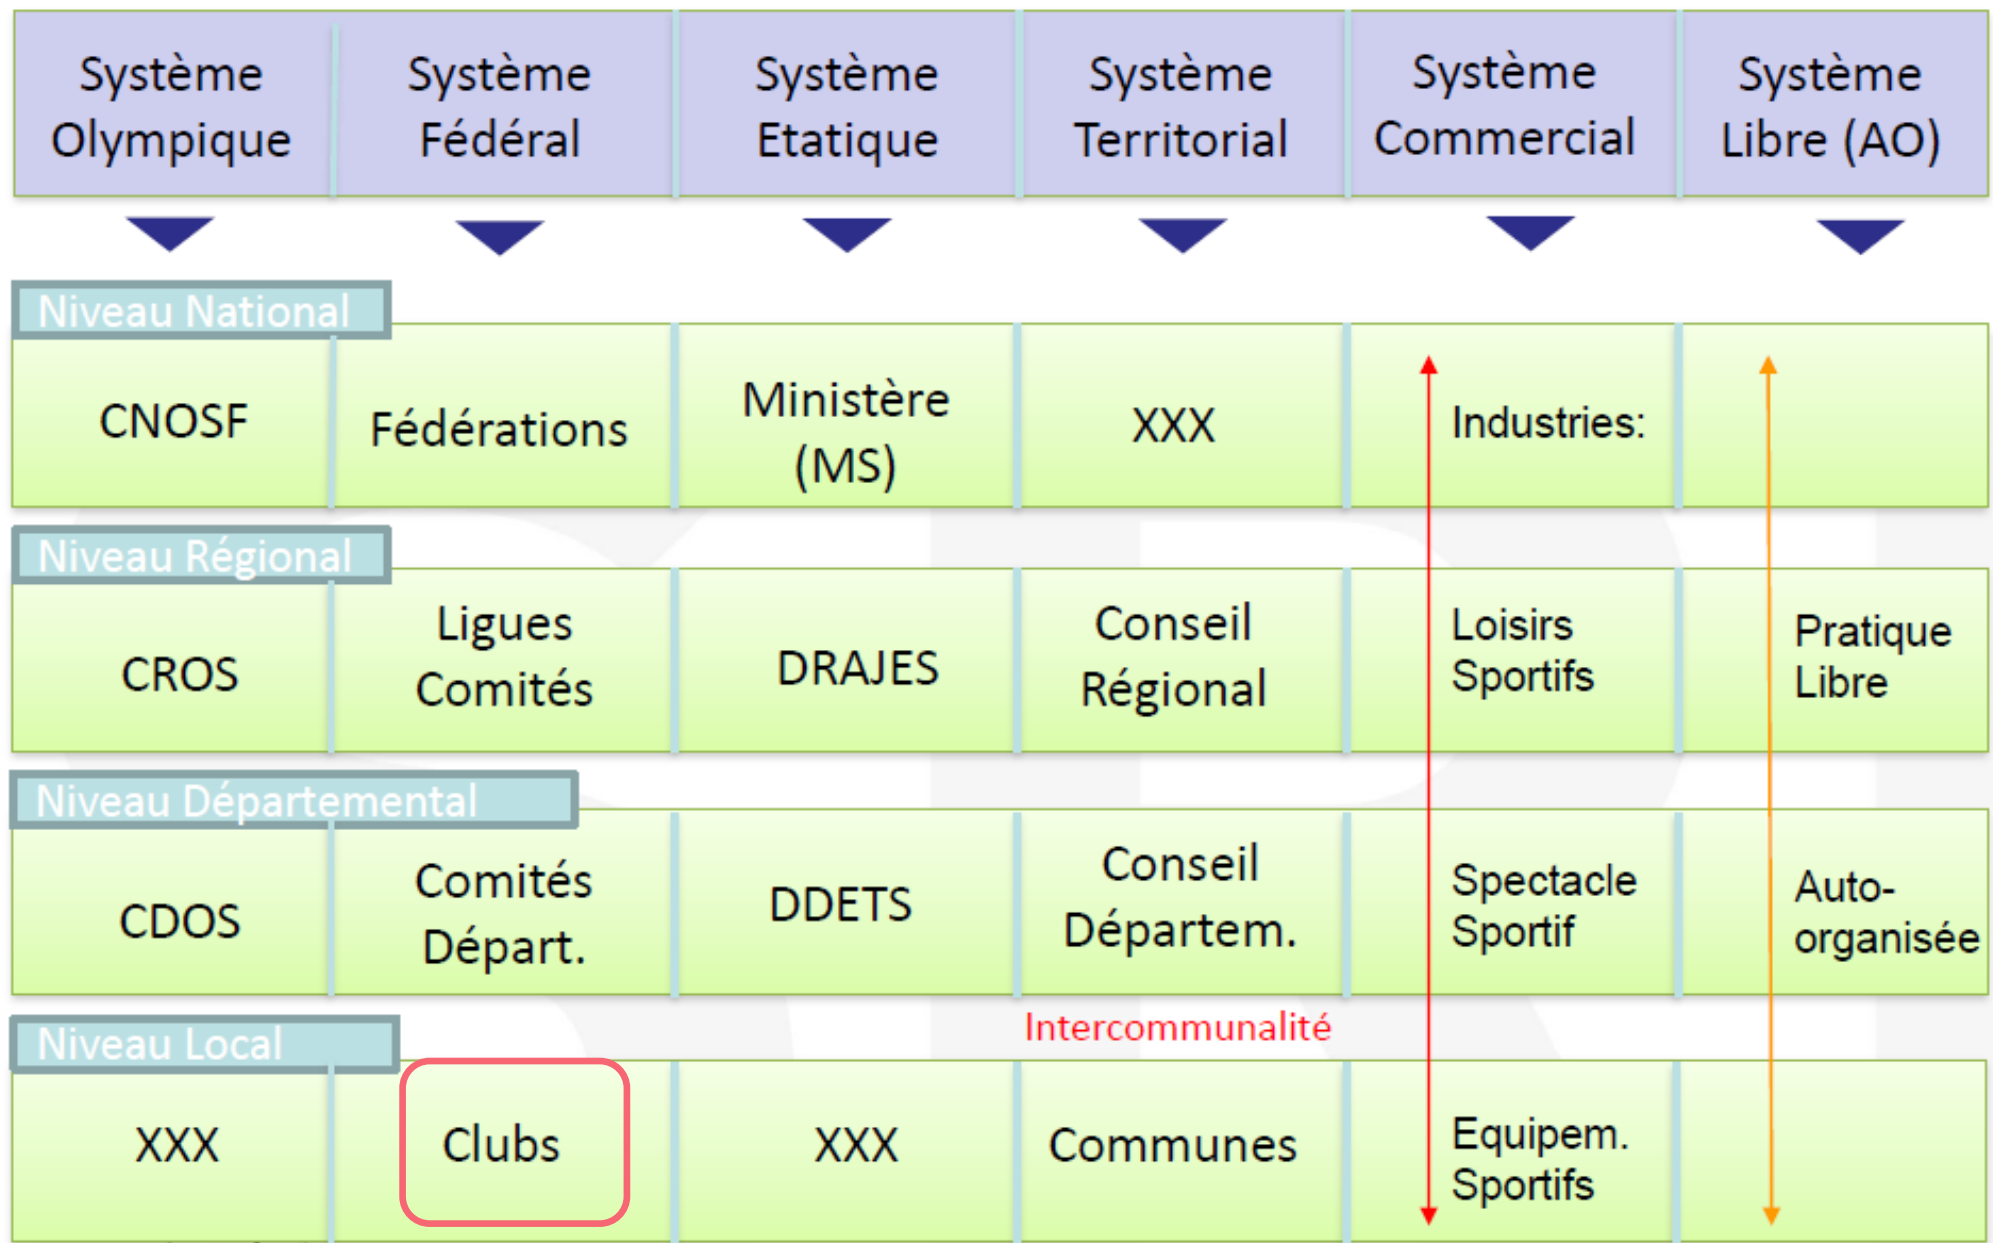 Système
Olympique
Système
Fédéral
Système
Etatique
Système
Territorial
Système
Commercial
Système
Libre (AO)
Niveau National
CNOSF
Fédérations
Ministère
(MS)
XXX
Industries:
Niveau Régional
CROS
Ligues
Comités
DRAJES
Conseil
Régional
Loisirs
Sportifs
Pratique
Libre
Niveau Départemental
CDOS
Comités
Départ.
DDETS
Conseil
Départem.
Spectacle
Sportif
Auto-
organisée
Intercommunalité
Niveau Local
XXX
Clubs
XXX
Communes
Equipem.
Sportifs